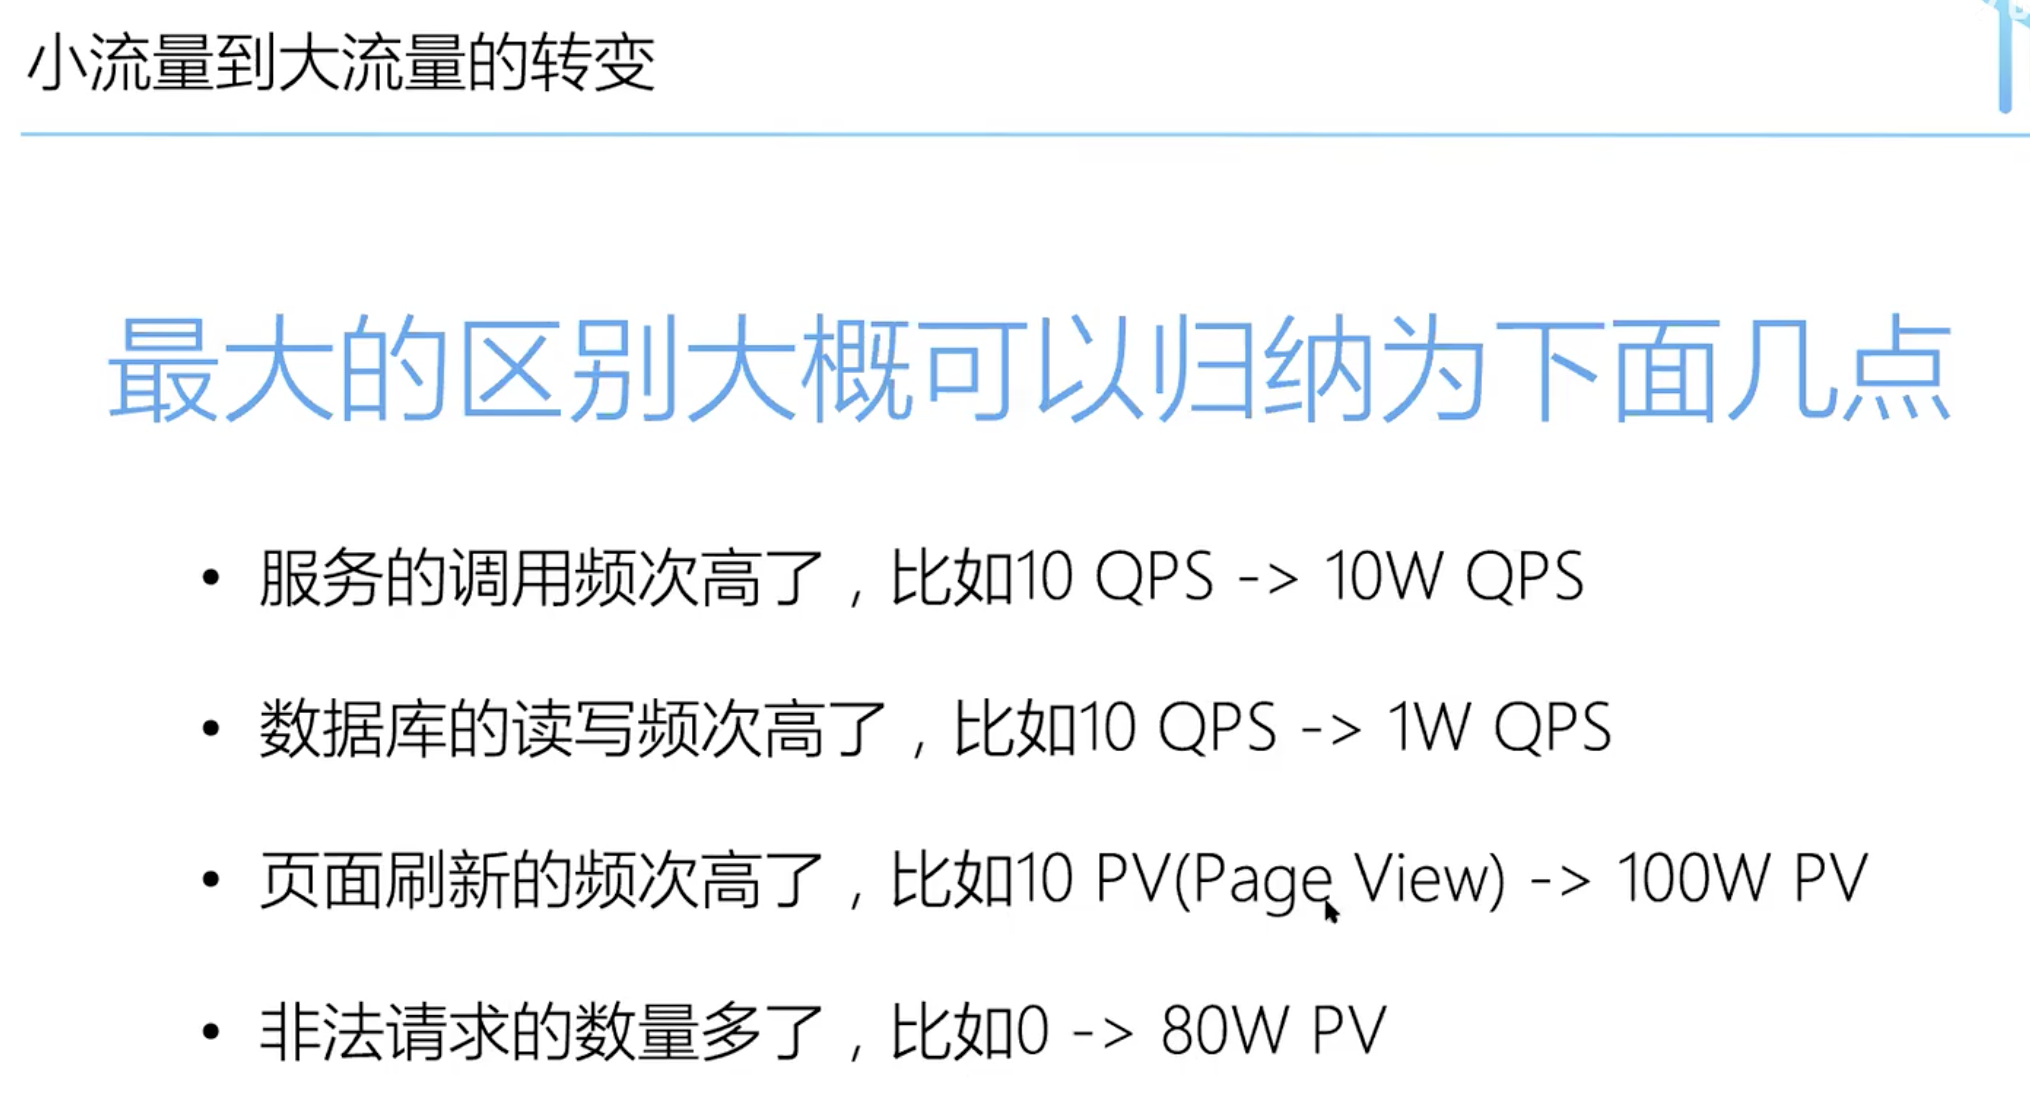 小流量到大流量的转变
最大的区别大概可以归纳为下面几点
• 服务的调用频次高了，比如10 QPS -> 10W QPS
• 数据库的读写频次高了，比如10 QPS -> 1W QPS
• 页面刷新的频次高了，比如10 PV(Page View) -> 100W PV
• 非法请求的数量多了，比如0 -> 80W PV